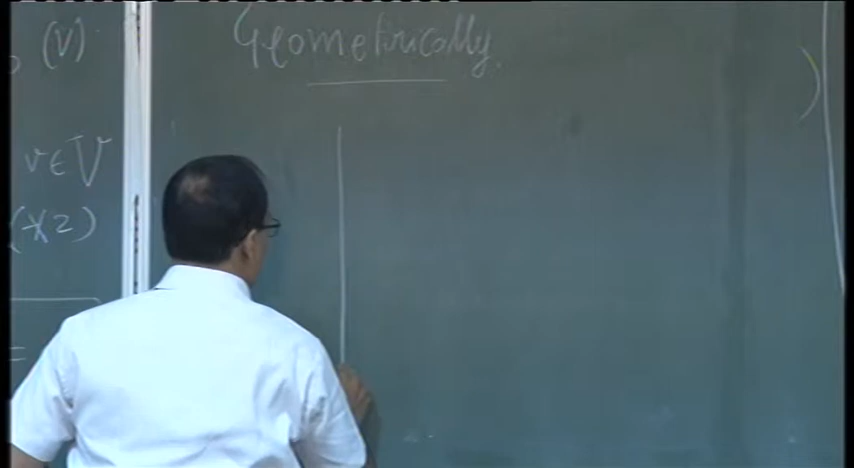 (v)
Geometrically.
v ∈ V
(x2)
=
)